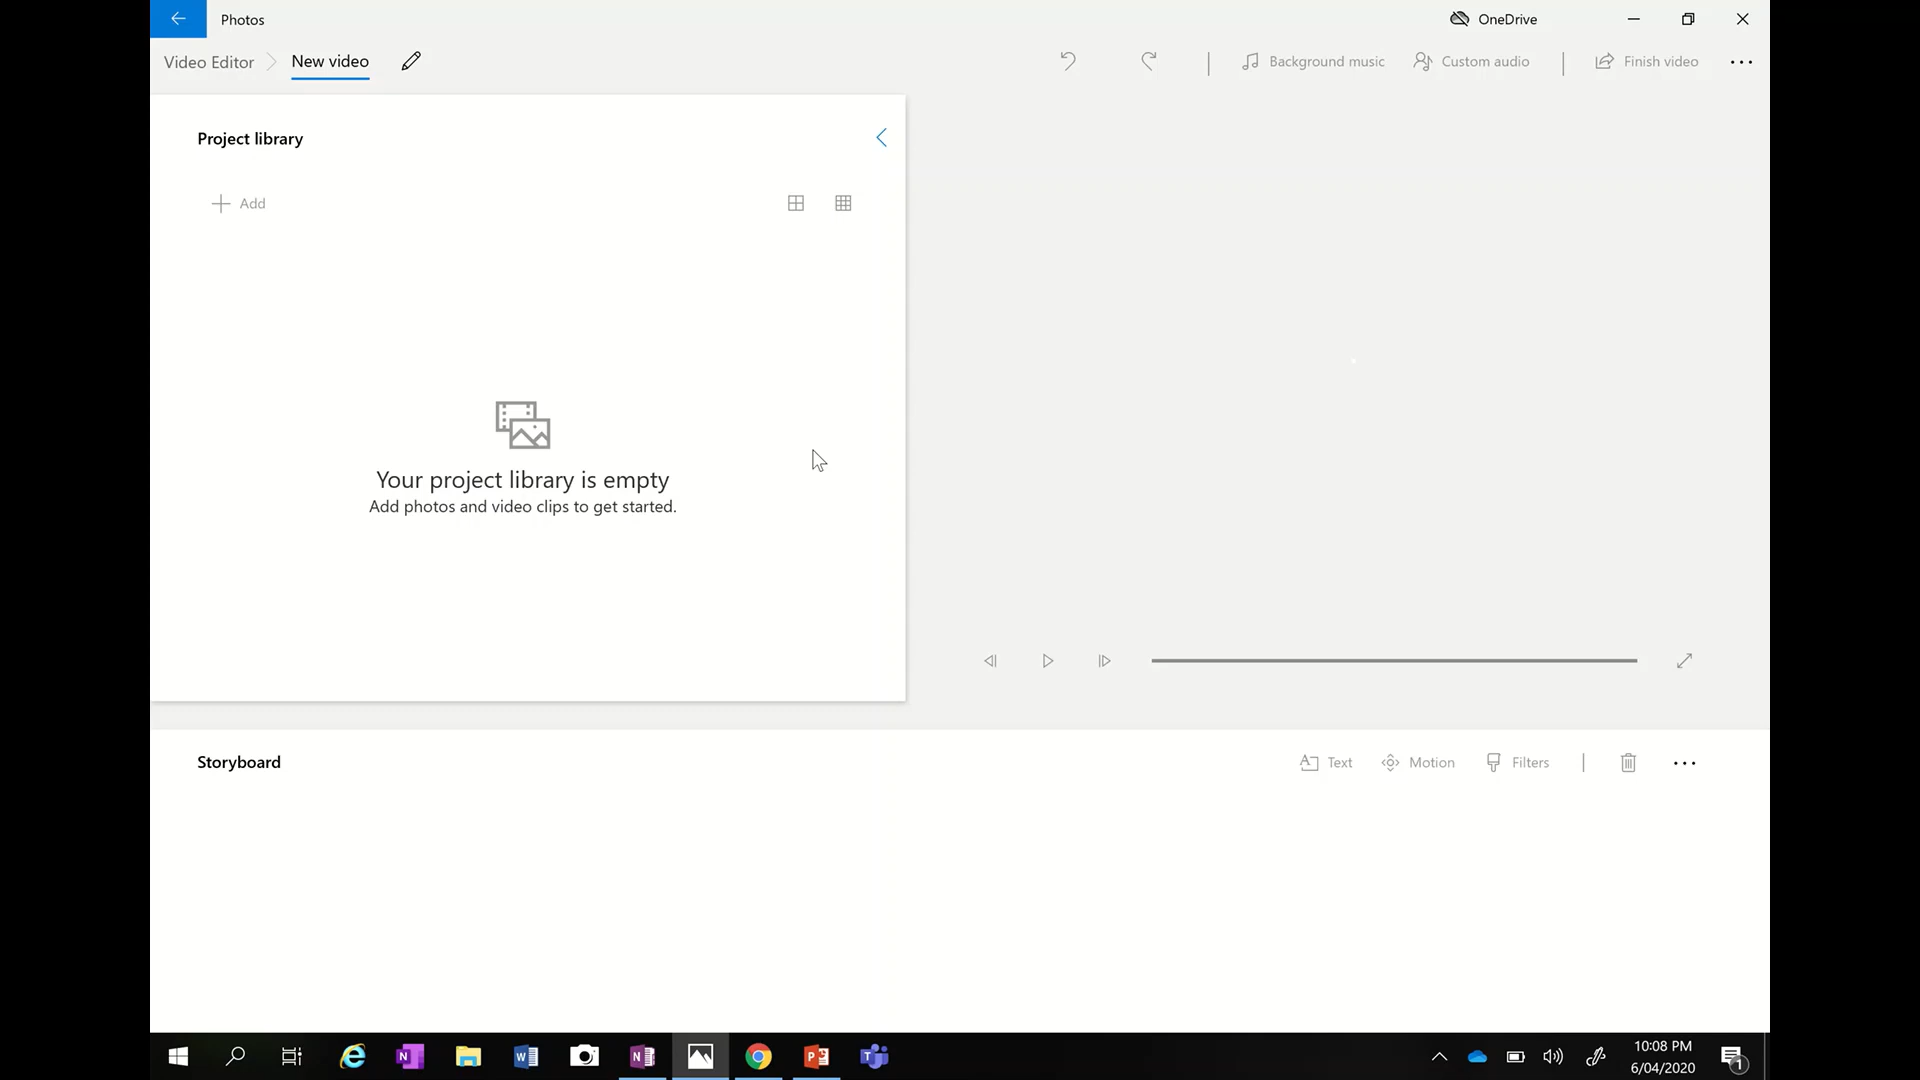 Photos
OneDrive
Video Editor
New video
Background music
Custom audio
Finish video
Project library
Add
Your project library is empty
Add photos and video clips to get started.
Storyboard
Text
Motion
Filters
10:08 PM
6/04/2020
1